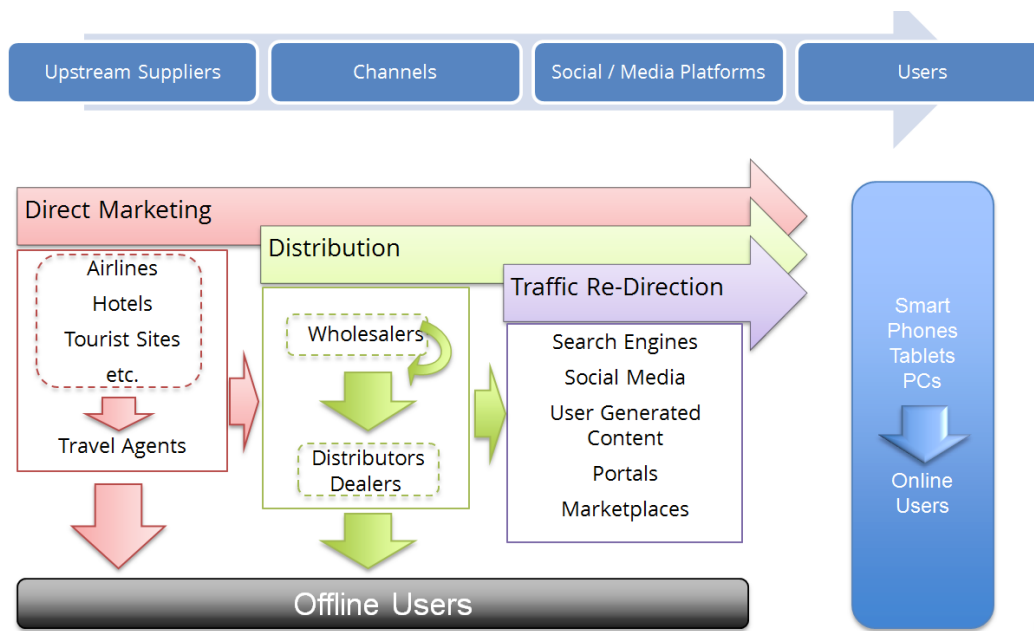 Upstream Suppliers
Channels
Social / Media Platforms
Users
Direct Marketing
Airlines
Hotels
Tourist Sites
etc.
Travel Agents
Distribution
Wholesalers
Distributors
Dealers
Traffic Re-Direction
Search Engines
Social Media
User Generated
Content
Portals
Marketplaces
Smart
Phones
Tablets
PCs
Online
Users
Offline Users